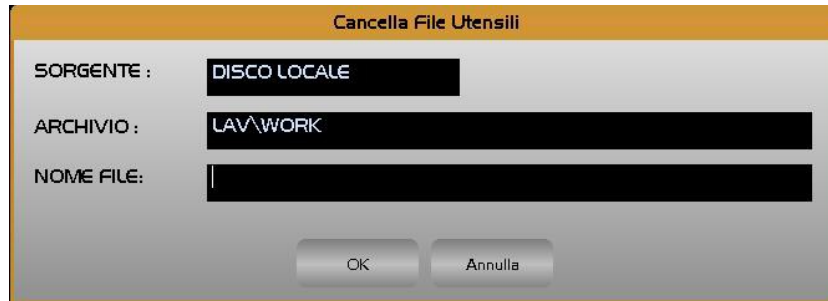 Cancella File Utensili
SORGENTE : DISCO LOCALE
ARCHIVIO : LAV\WORK
NOME FILE:
OK Annulla